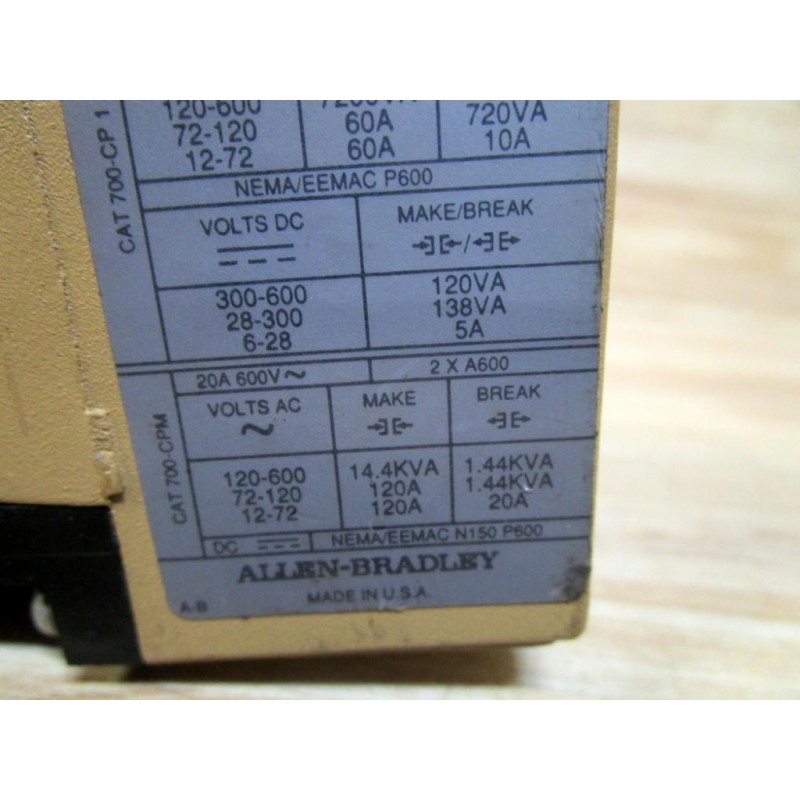 120-600 7200VA 720VA
72-120 60A 10A
12-72 60A
CAT 700-CP 1
NEMA/EEMAC P600
VOLTS DC MAKE/BREAK
300-600 120VA
28-300 138VA
6-28 5A
20A 600V~ 2 X A600
CAT 700-CPM
VOLTS AC MAKE BREAK
~
120-600 14.4KVA 1.44KVA
72-120 120A 1.44KVA
12-72 120A 20A
DC NEMA/EEMAC N150 P600
ALLEN-BRADLEY
A-B MADE IN U.S.A.